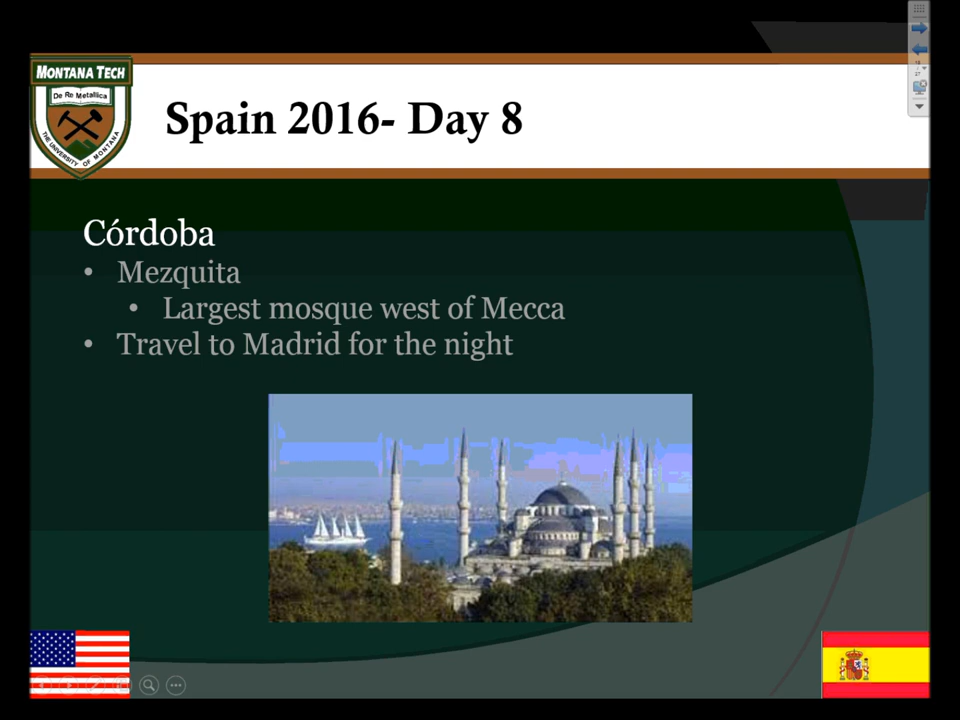 MONTANA TECH
De Re Metallica
THE UNIVERSITY OF MONTANA
Spain 2016- Day 8
Córdoba
• Mezquita
• Largest mosque west of Mecca
• Travel to Madrid for the night